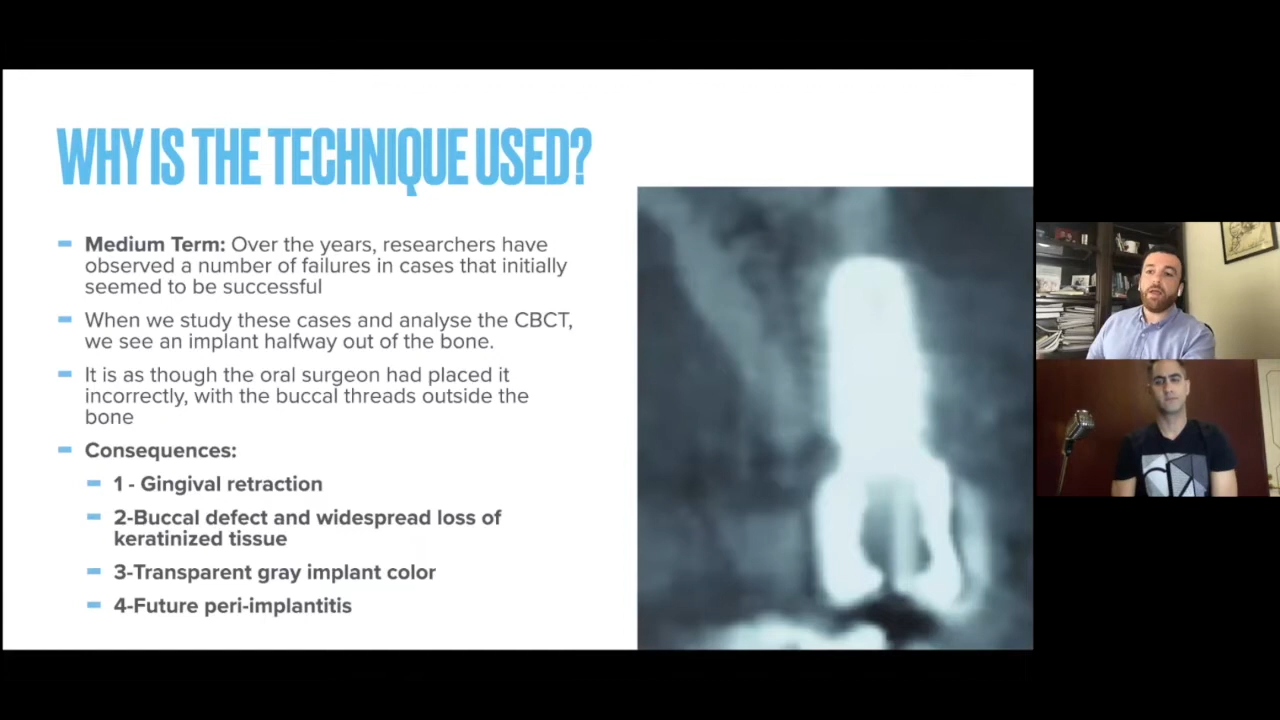 WHY IS THE TECHNIQUE USED?
Medium Term: Over the years, researchers have
observed a number of failures in cases that initially
seemed to be successful
When we study these cases and analyse the CBCT,
we see an implant halfway out of the bone.
It is as though the oral surgeon had placed it
incorrectly, with the buccal threads outside the
bone
Consequences:
1 - Gingival retraction
2-Buccal defect and widespread loss of
keratinized tissue
3-Transparent gray implant color
4-Future peri-implantitis